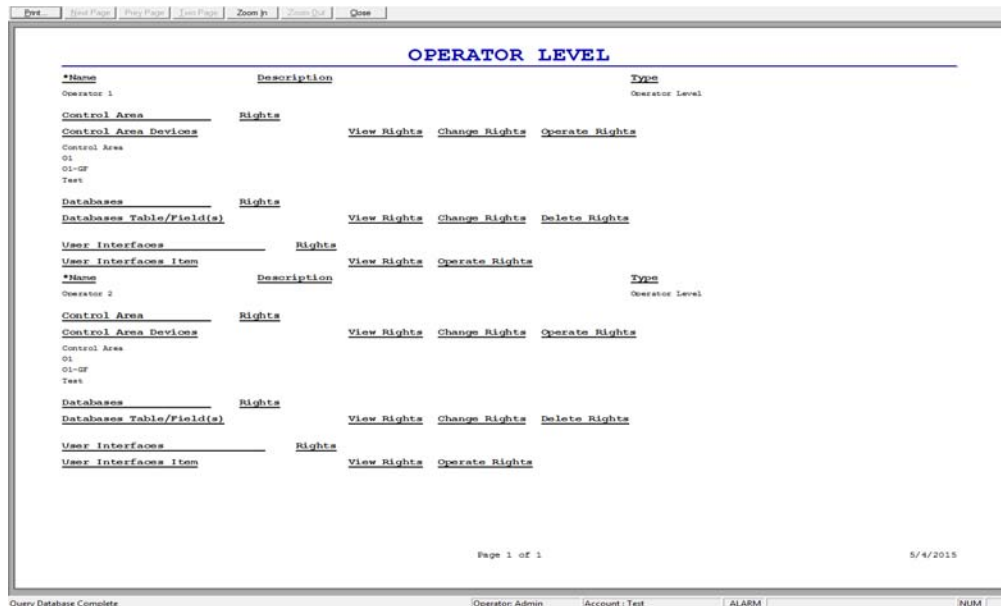 Print... Next Page Prev Page Two Page Zoom In Zoom Out Close
OPERATOR LEVEL
*Name Description Type
Operator 1 Operator Level
Control Area Rights
Control Area Devices View Rights Change Rights Operate Rights
Control Area
01
01-GF
Test
Databases Rights
Databases Table/Field(s) View Rights Change Rights Delete Rights
User Interfaces Rights
User Interfaces Item View Rights Operate Rights
*Name Description Type
Operator 2 Operator Level
Control Area Rights
Control Area Devices View Rights Change Rights Operate Rights
Control Area
01
01-GF
Test
Databases Rights
Databases Table/Field(s) View Rights Change Rights Delete Rights
User Interfaces Rights
User Interfaces Item View Rights Operate Rights
Page 1 of 1 5/4/2015
Query Database Complete Operator: Admin Account : Test ALARM NUM